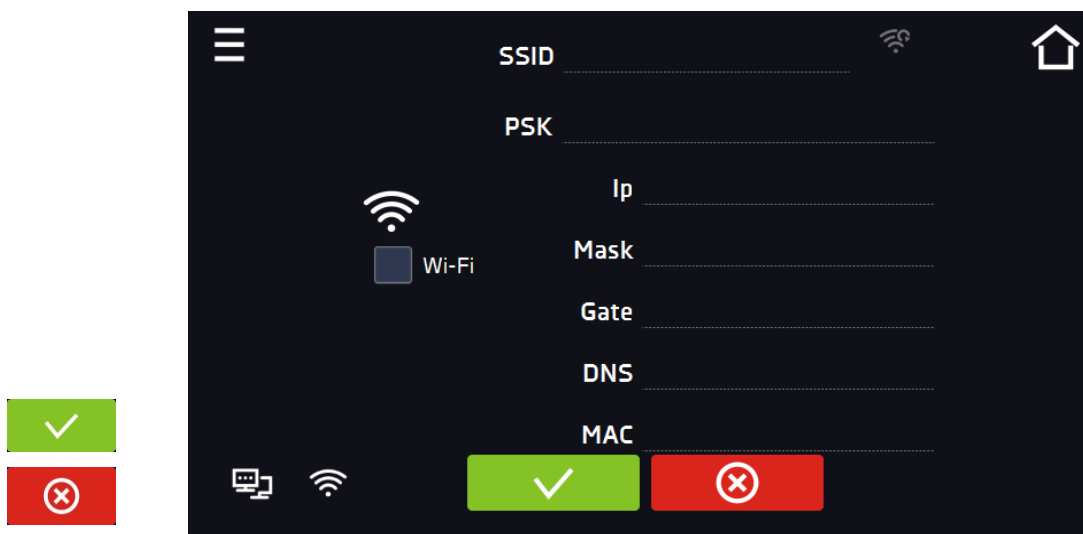 SSID
PSK
Ip
Mask
Wi-Fi
Gate
DNS
MAC